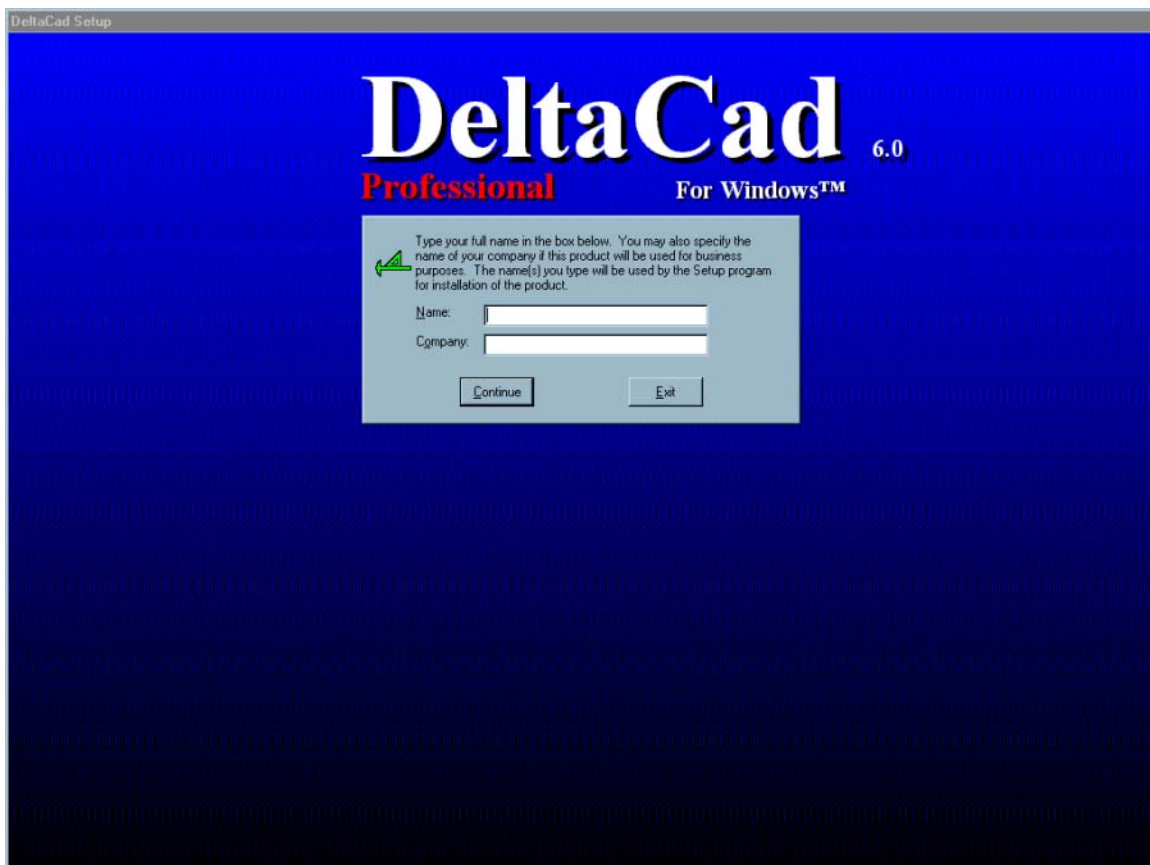 DeltaCad Setup
DeltaCad 6.0
Professional For Windows™
Type your full name in the box below. You may also specify the
name of your company if this product will be used for business
purposes. The name(s) you type will be used by the Setup program
for installation of the product.
Name:
Company:
Continue Exit